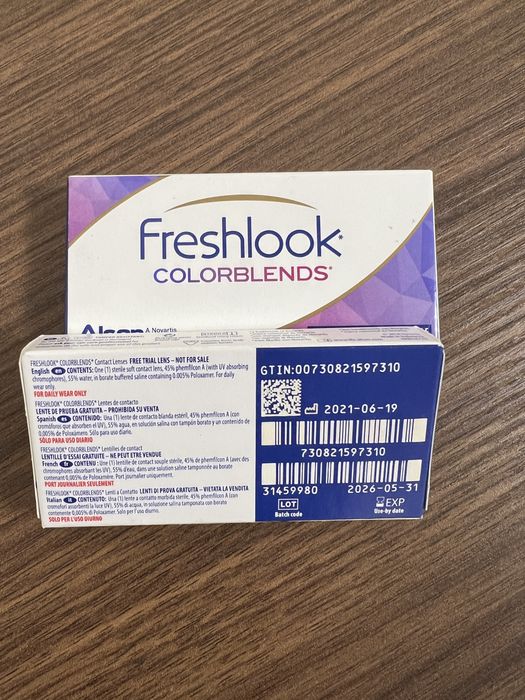 Freshlook®
COLORBLENDS®
Alcon A Novartis
FRESHLOOK® COLORBLENDS® Contact Lenses FREE TRIAL LENS – NOT FOR SALE
English en CONTENTS: One (1) sterile soft contact lens, 45% phemfilcon A (with UV absorbing
chromophores), 55% water, in borate buffered saline containing 0.005% Poloxamer. For daily
wear only.
FOR DAILY WEAR ONLY
FRESHLOOK® COLORBLENDS® Lentes de contacto
LENTE DE PRUEBA GRATUITA – PROHIBIDA SU VENTA
Spanish es CONTENIDO: Una (1) lente de contacto blanda estéril, 45% phemfilcon A (con
cromóforos que absorben el UV), 55% agua, en solución salina con tampón borato y un contenido de
0,005% de Poloxámero. Sólo para uso diario.
SÓLO PARA USO DIARIO
FRESHLOOK® COLORBLENDS® Lentilles de contact
LENTILLE D'ESSAI GRATUITE – NE PEUT ETRE VENDUE
French fr CONTENU : Une (1) lentille de contact souple stérile, 45% phemfilcon A (avec des
chromophores absorbant les UV), 55% d'eau, dans une solution saline tamponnée au borate
contenant 0,005% de Poloxamer. Port journalier uniquement.
PORT JOURNALIER SEULEMENT
FRESHLOOK® COLORBLENDS® Lenti a Contatto LENTI DI PROVA GRATUITA – VIETATA LA VENDITA
Italian it CONTENUTO: Una (1) lente a contatto morbida sterile, 45% phemfilcon A (con
cromofori assorbenti la luce UV), 55% di acqua, in soluzione salina tamponata con borato
contenente 0,005% di Poloxamer. Solo per l'uso diurno.
SOLO PER L'USO DIURNO
GTIN:00730821597310
2021-06-19
730821597310
31459980 2026-05-31
LOT EXP
Batch code Use-by date